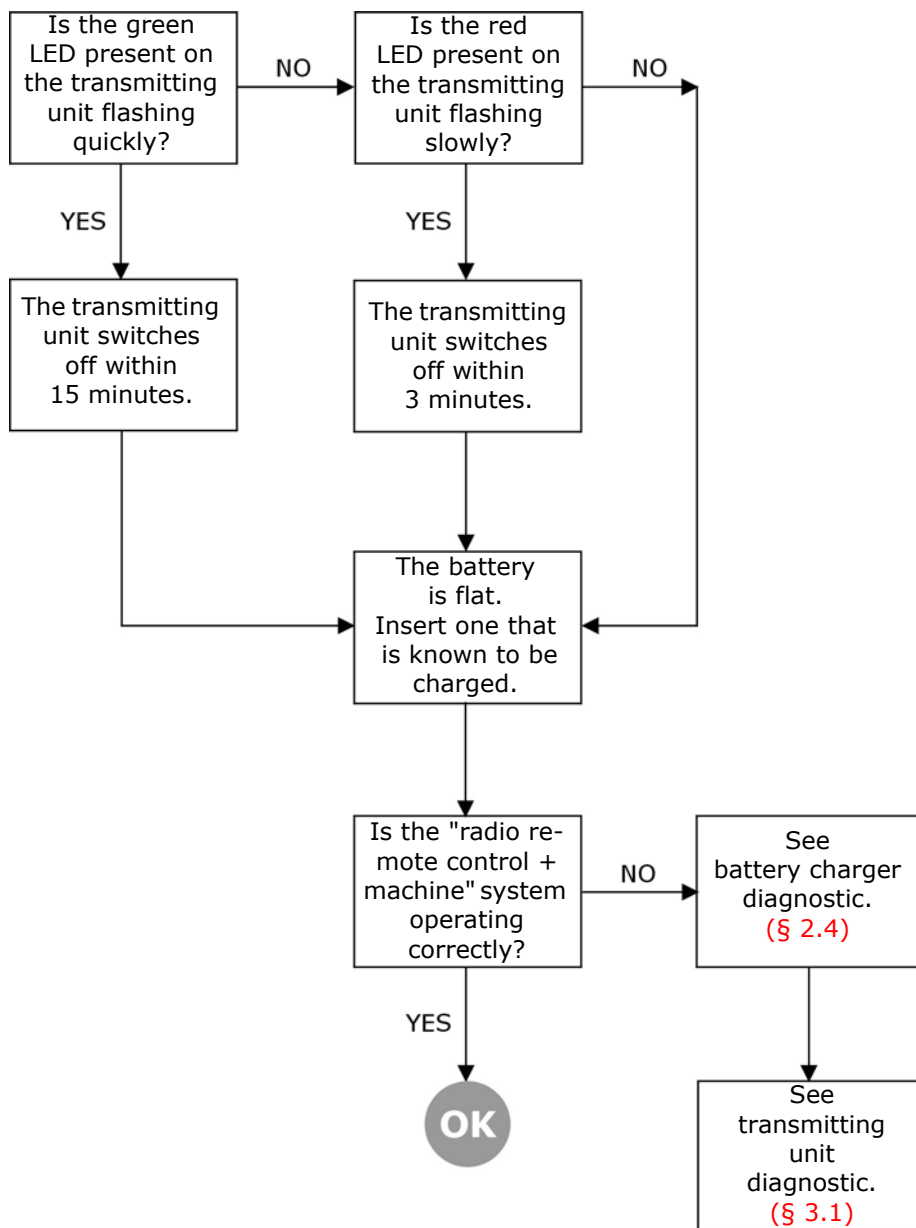 Is the green
LED present on
the transmitting
unit flashing
quickly?
NO
Is the red
LED present on
the transmitting
unit flashing
slowly?
NO
YES
YES
The transmitting
unit switches
off within
15 minutes.
The transmitting
unit switches
off within
3 minutes.
The battery
is flat.
Insert one that
is known to be
charged.
Is the "radio re-
mote control +
machine" system
operating
correctly?
NO
See
battery charger
diagnostic.
(§ 2.4)
YES
OK
See
transmitting
unit
diagnostic.
(§ 3.1)